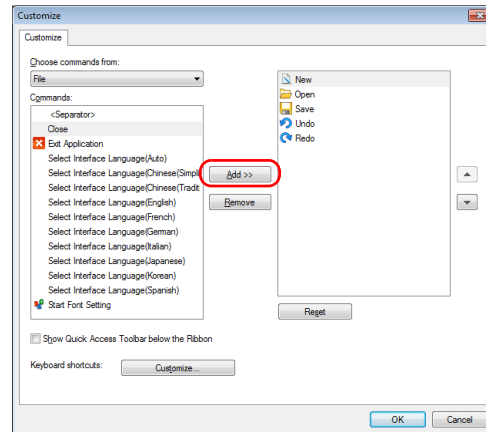 Customize
Customize
Choose commands from:
File
Commands:
<Separator>
Close
Exit Application
Select Interface Language(Auto)
Select Interface Language(Chinese(Simpli
Select Interface Language(Chinese(Tradit
Select Interface Language(English)
Select Interface Language(French)
Select Interface Language(German)
Select Interface Language(Italian)
Select Interface Language(Japanese)
Select Interface Language(Korean)
Select Interface Language(Spanish)
Start Font Setting
Add >>
Remove
New
Open
Save
Undo
Redo
Reset
Show Quick Access Toolbar below the Ribbon
Keyboard shortcuts:
Customize...
OK
Cancel